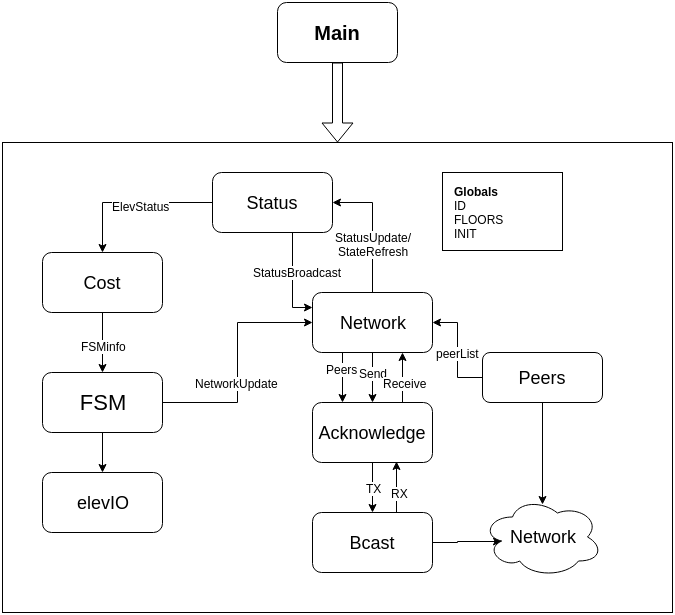 Main
Globals
ID
FLOORS
INIT
Status
ElevStatus
StatusUpdate/
StateRefresh
StatusBroadcast
Cost
Network
FSMinfo
peerList
Peers
Send
Receive
Peers
NetworkUpdate
FSM
Acknowledge
TX
RX
elevIO
Bcast
Network